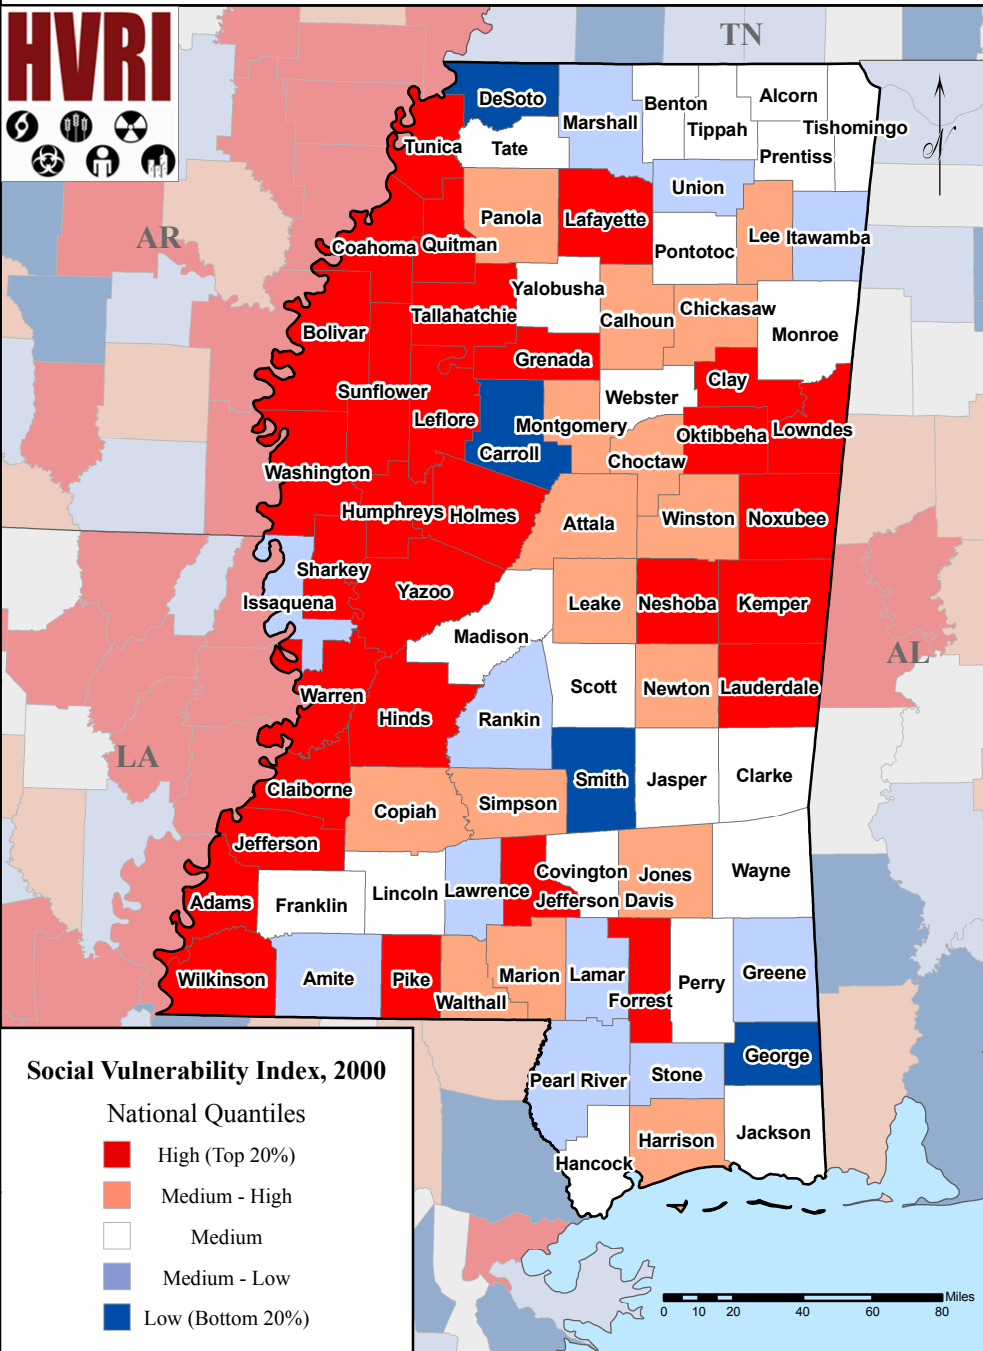 HVRI
TN
AR
LA
AL
N
DeSoto
Marshall
Benton
Tippah
Alcorn
Tishomingo
Prentiss
Tunica
Tate
Union
Panola
Lafayette
Pontotoc
Lee
Itawamba
Coahoma
Quitman
Yalobusha
Calhoun
Chickasaw
Monroe
Tallahatchie
Bolivar
Grenada
Clay
Sunflower
Webster
Leflore
Montgomery
Oktibbeha
Lowndes
Carroll
Choctaw
Washington
Humphreys
Holmes
Attala
Winston
Noxubee
Sharkey
Yazoo
Issaquena
Leake
Neshoba
Kemper
Madison
Scott
Newton
Lauderdale
Warren
Hinds
Rankin
Smith
Jasper
Clarke
Claiborne
Copiah
Simpson
Jefferson
Covington
Jones
Wayne
Adams
Franklin
Lincoln
Lawrence
Jefferson Davis
Wilkinson
Amite
Pike
Walthall
Marion
Lamar
Forrest
Perry
Greene
George
Pearl River
Stone
Harrison
Jackson
Hancock
Social Vulnerability Index, 2000
National Quantiles
High (Top 20%)
Medium - High
Medium
Medium - Low
Low (Bottom 20%)
Miles
0 10 20 40 60 80